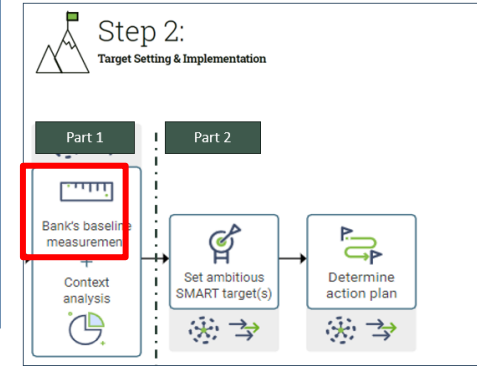 Step 2:
Target Setting & Implementation
Part 1
Part 2
Bank's baseline
measurement
+
Context
analysis
Set ambitious
SMART target(s)
Determine
action plan